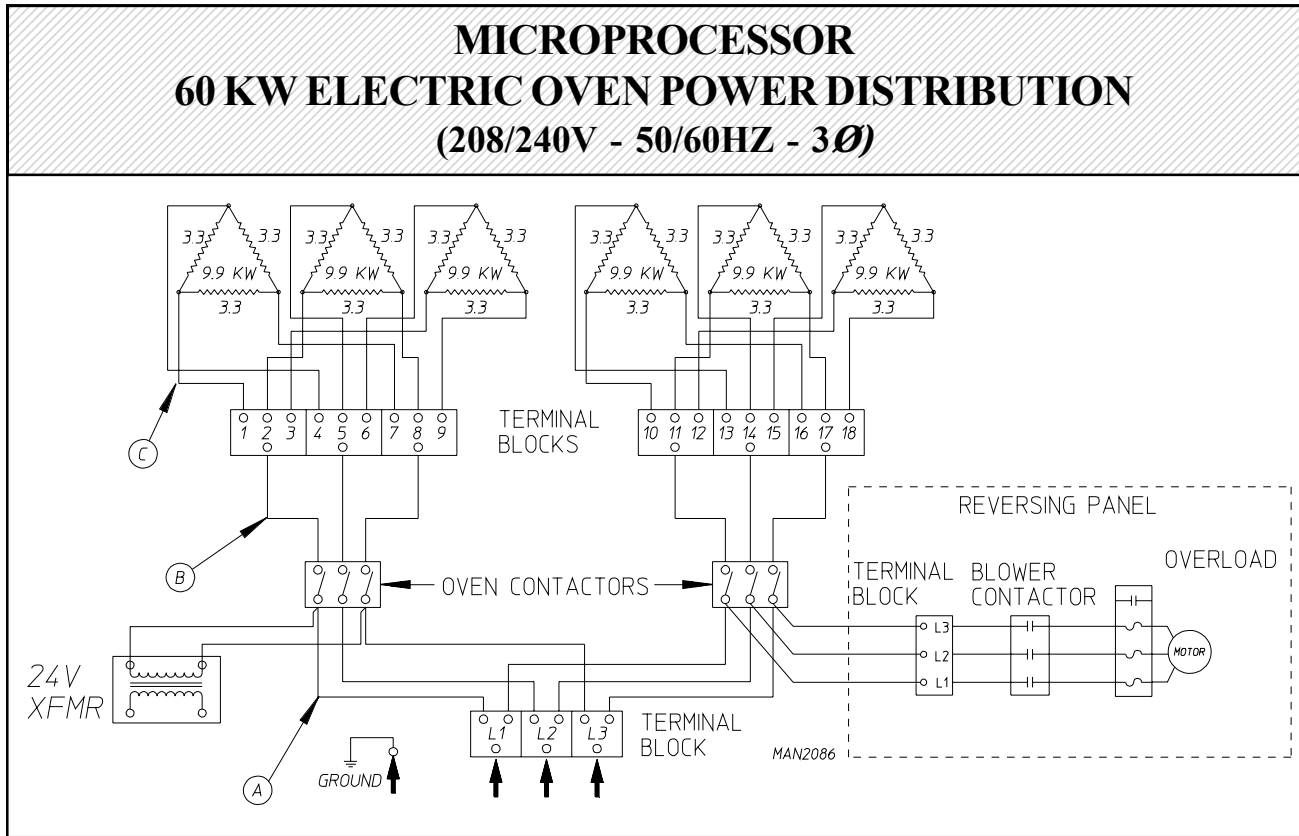 MICROPROCESSOR
60 KW ELECTRIC OVEN POWER DISTRIBUTION
(208/240V - 50/60HZ - 3Ø)
3.3 3.3 3.3 3.3 3.3 3.3 3.3 3.3 3.3 3.3 3.3 3.3
9.9 KW 9.9 KW 9.9 KW 9.9 KW 9.9 KW 9.9 KW
3.3 3.3 3.3 3.3 3.3 3.3
C
1 2 3 4 5 6 7 8 9
TERMINAL
BLOCKS
10 11 12 13 14 15 16 17 18
B
OVEN CONTACTORS
REVERSING PANEL
OVERLOAD
TERMINAL
BLOCK
BLOWER
CONTACTOR
L3
L2
L1
MOTOR
24V
XFMR
A
GROUND
L1 L2 L3
TERMINAL
BLOCK
MAN2086